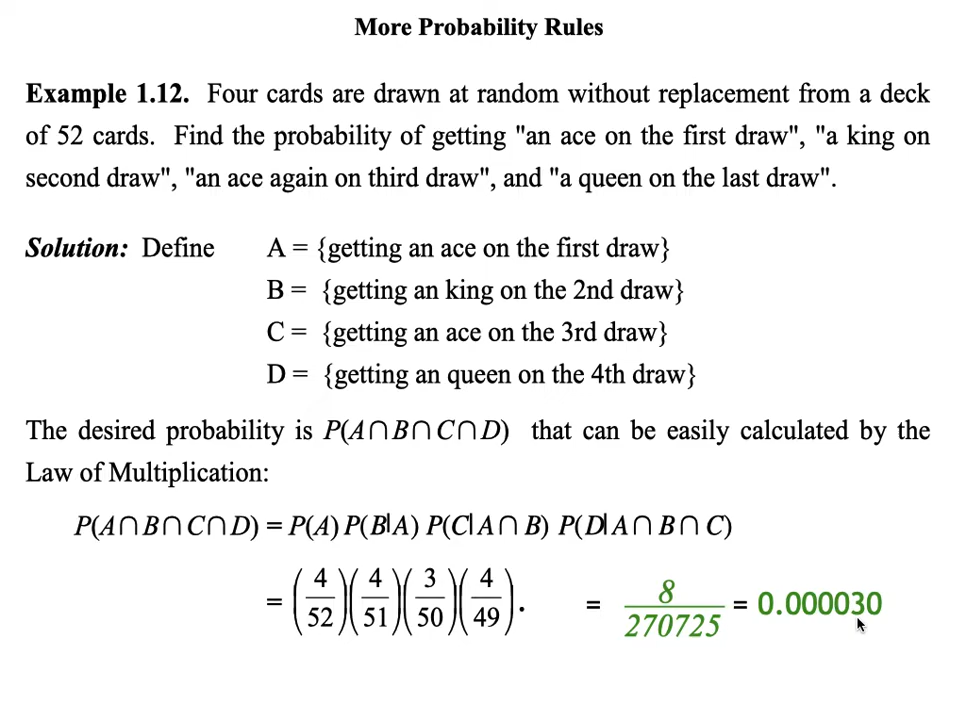 More Probability Rules
Example 1.12. Four cards are drawn at random without replacement from a deck
of 52 cards. Find the probability of getting "an ace on the first draw", "a king on
second draw", "an ace again on third draw", and "a queen on the last draw".
Solution: Define A = {getting an ace on the first draw}
B = {getting an king on the 2nd draw}
C = {getting an ace on the 3rd draw}
D = {getting an queen on the 4th draw}
The desired probability is P(A∩B∩C∩D) that can be easily calculated by the
Law of Multiplication:
P(A∩B∩C∩D) = P(A) P(B|A) P(C|A∩B) P(D|A∩B∩C)
= (4/52)(4/51)(3/50)(4/49). = 8/270725 = 0.000030